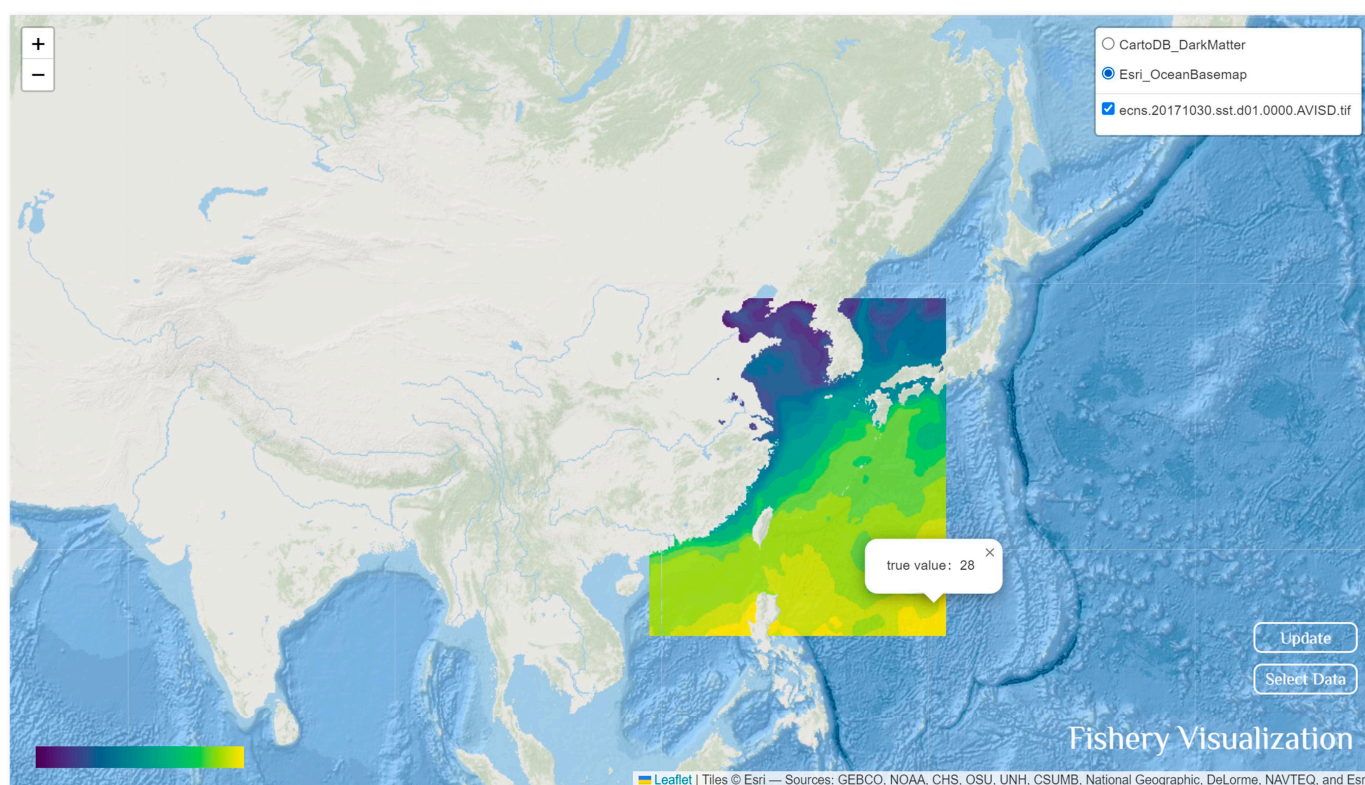 +
−
CartoDB_DarkMatter
Esri_OceanBasemap
ecns.20171030.sst.d01.0000.AVISD.tif
×
true value: 28
Update
Select Data
Fishery Visualization
Leaflet | Tiles © Esri — Sources: GEBCO, NOAA, CHS, OSU, UNH, CSUMB, National Geographic, DeLorme, NAVTEQ, and Esri